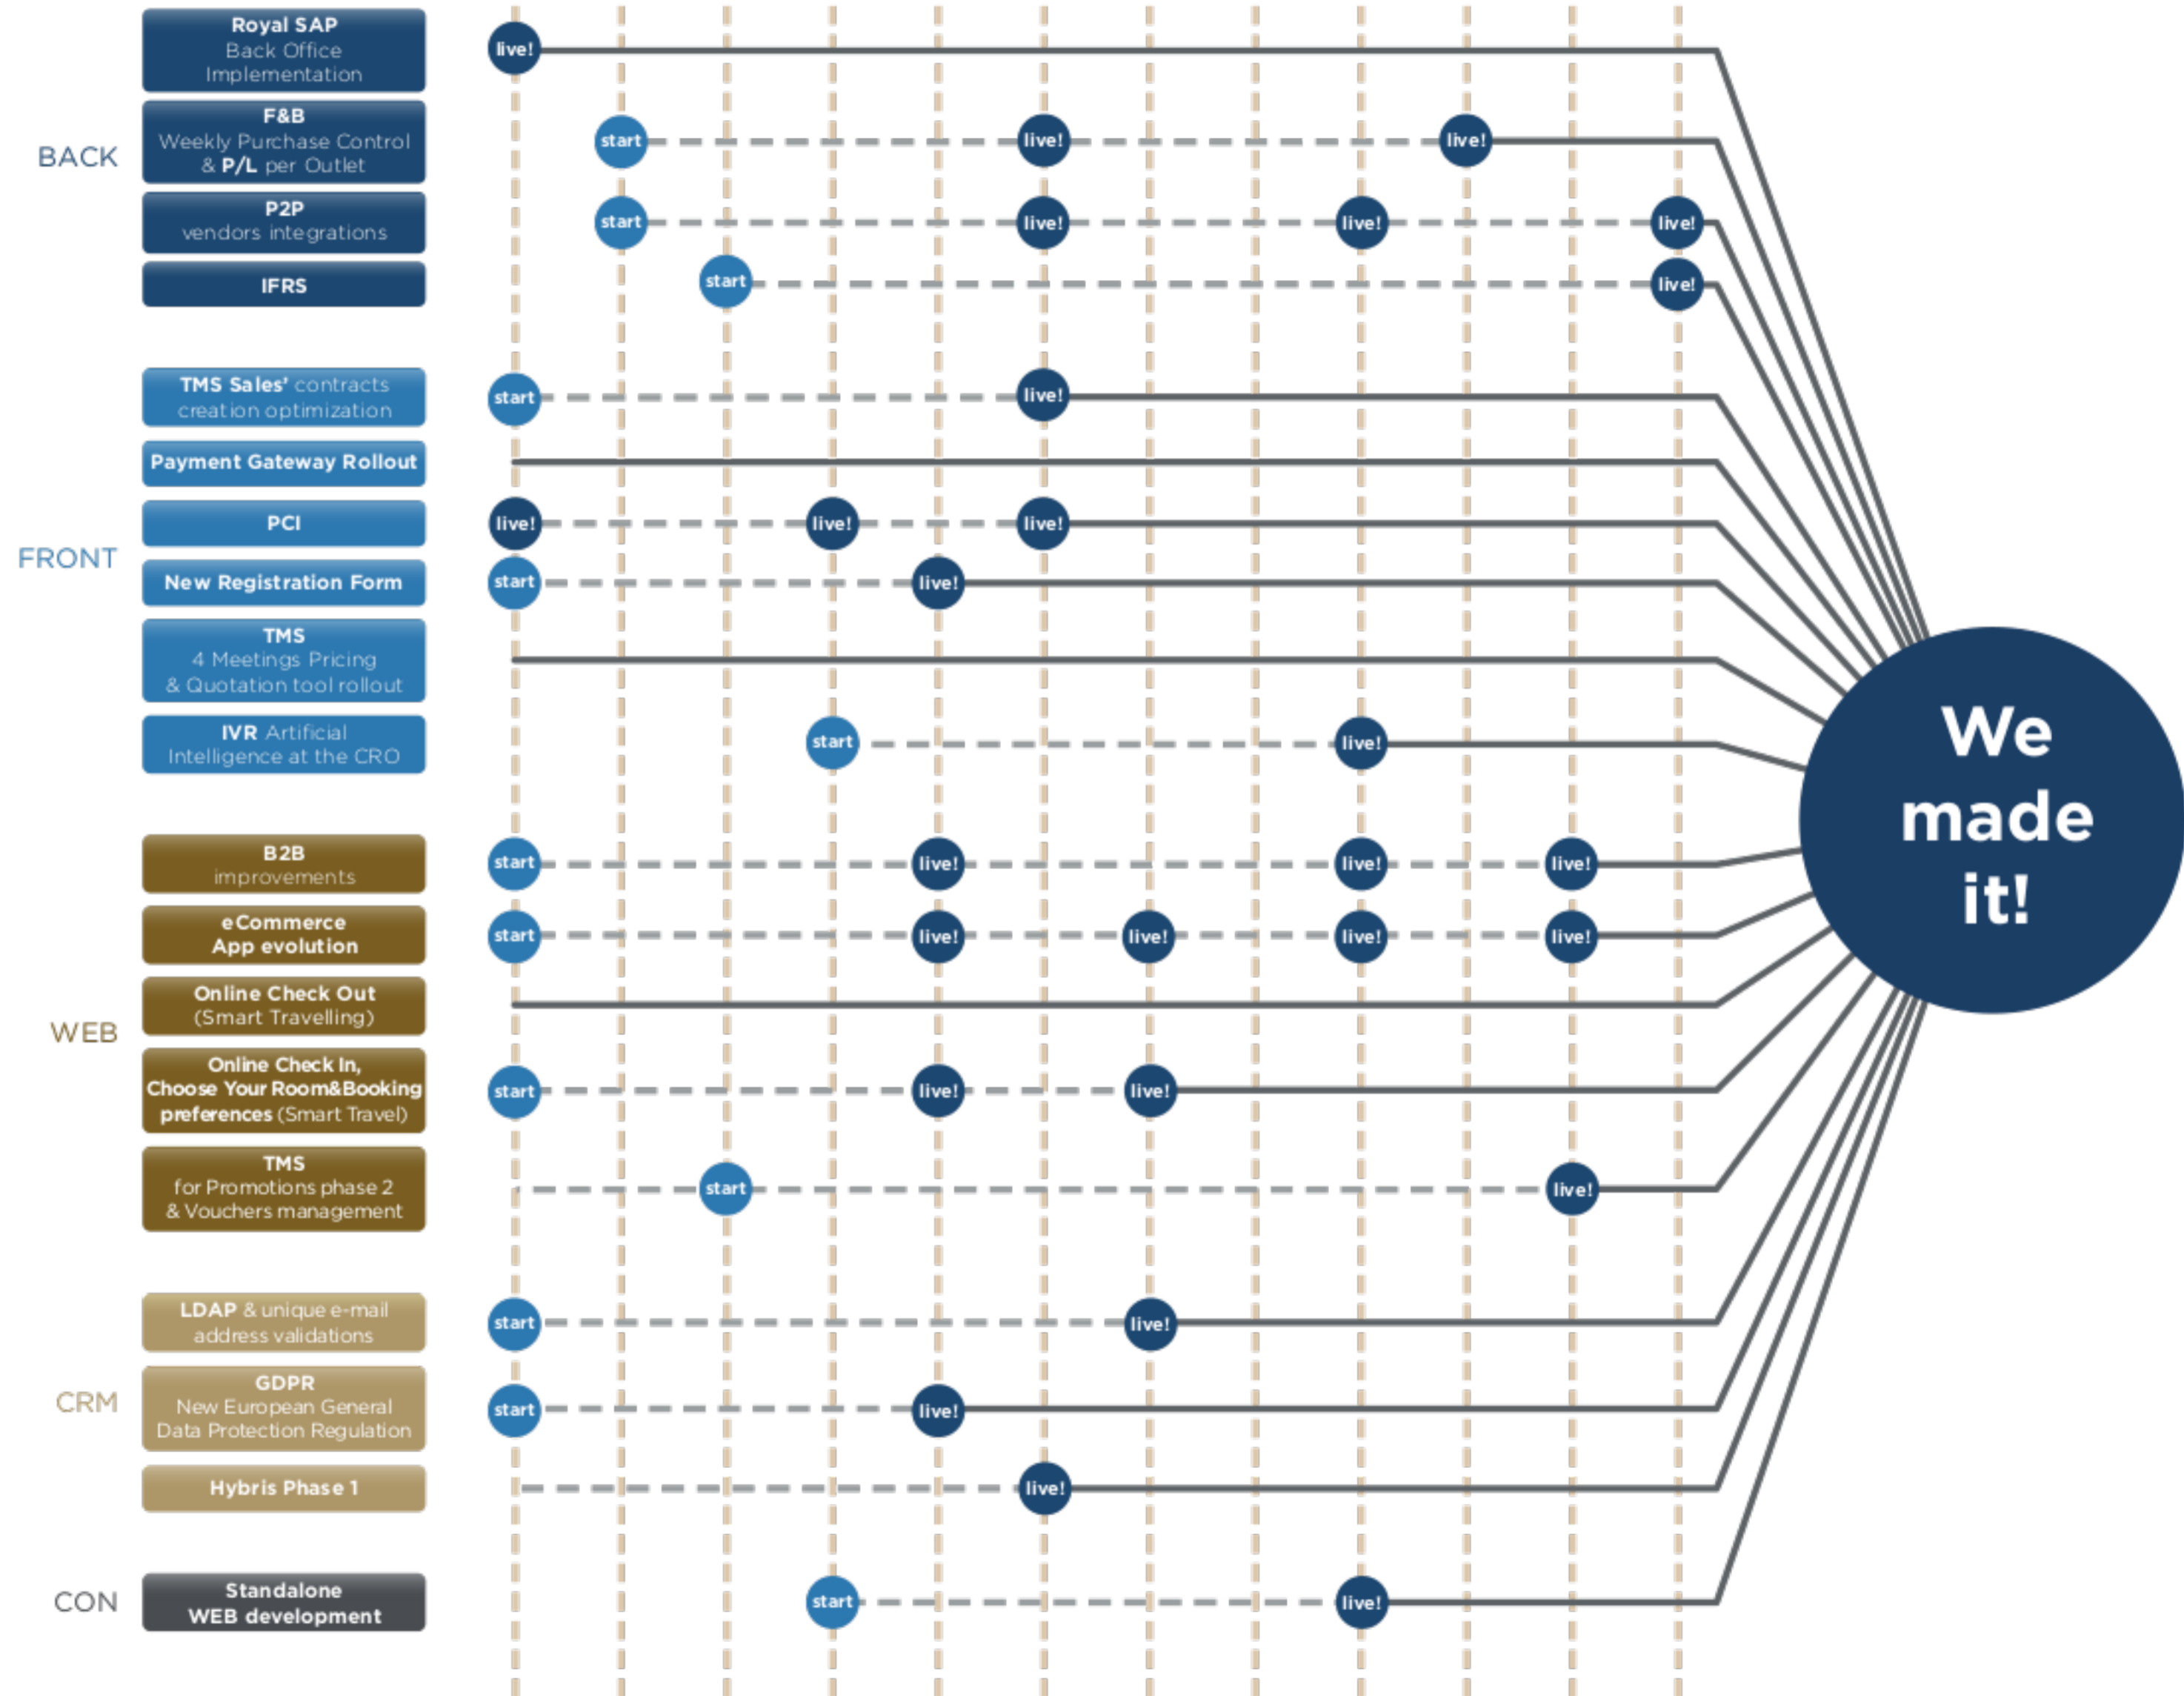 Royal SAP
Back Office
Implementation
live!
BACK
F&B
Weekly Purchase Control
& P/L per Outlet
start
live!
live!
P2P
vendors integrations
start
live!
live!
live!
IFRS
start
live!
FRONT
TMS Sales’ contracts
creation optimization
start
live!
Payment Gateway Rollout
PCI
live!
live!
live!
New Registration Form
start
live!
TMS
4 Meetings Pricing
& Quotation tool rollout
IVR Artificial
Intelligence at the CRO
start
live!
WEB
B2B
improvements
start
live!
live!
live!
eCommerce
App evolution
start
live!
live!
live!
live!
Online Check Out
(Smart Travelling)
Online Check In,
Choose Your Room&Booking
preferences (Smart Travel)
start
live!
live!
TMS
for Promotions phase 2
& Vouchers management
start
live!
CRM
LDAP & unique e-mail
address validations
start
live!
GDPR
New European General
Data Protection Regulation
start
live!
Hybris Phase 1
live!
CON
Standalone
WEB development
start
live!
We
made
it!